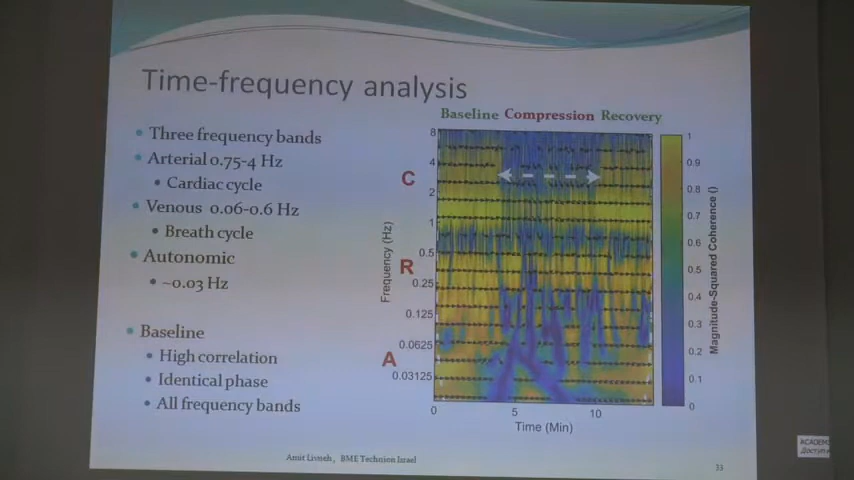 Time-frequency analysis
Three frequency bands
Arterial 0.75-4 Hz
Cardiac cycle
Venous 0.06-0.6 Hz
Breath cycle
Autonomic
~0.03 Hz
Baseline
High correlation
Identical phase
All frequency bands
Baseline Compression Recovery
C
R
A
Frequency (Hz)
8
4
2
1
0.5
0.25
0.125
0.0625
0.03125
0
5
10
Time (Min)
1
0.9
0.8
0.7
0.6
0.5
0.4
0.3
0.2
0.1
0
Magnitude-Squared Coherence ()
Amit Livneh, BME Technion Israel
33